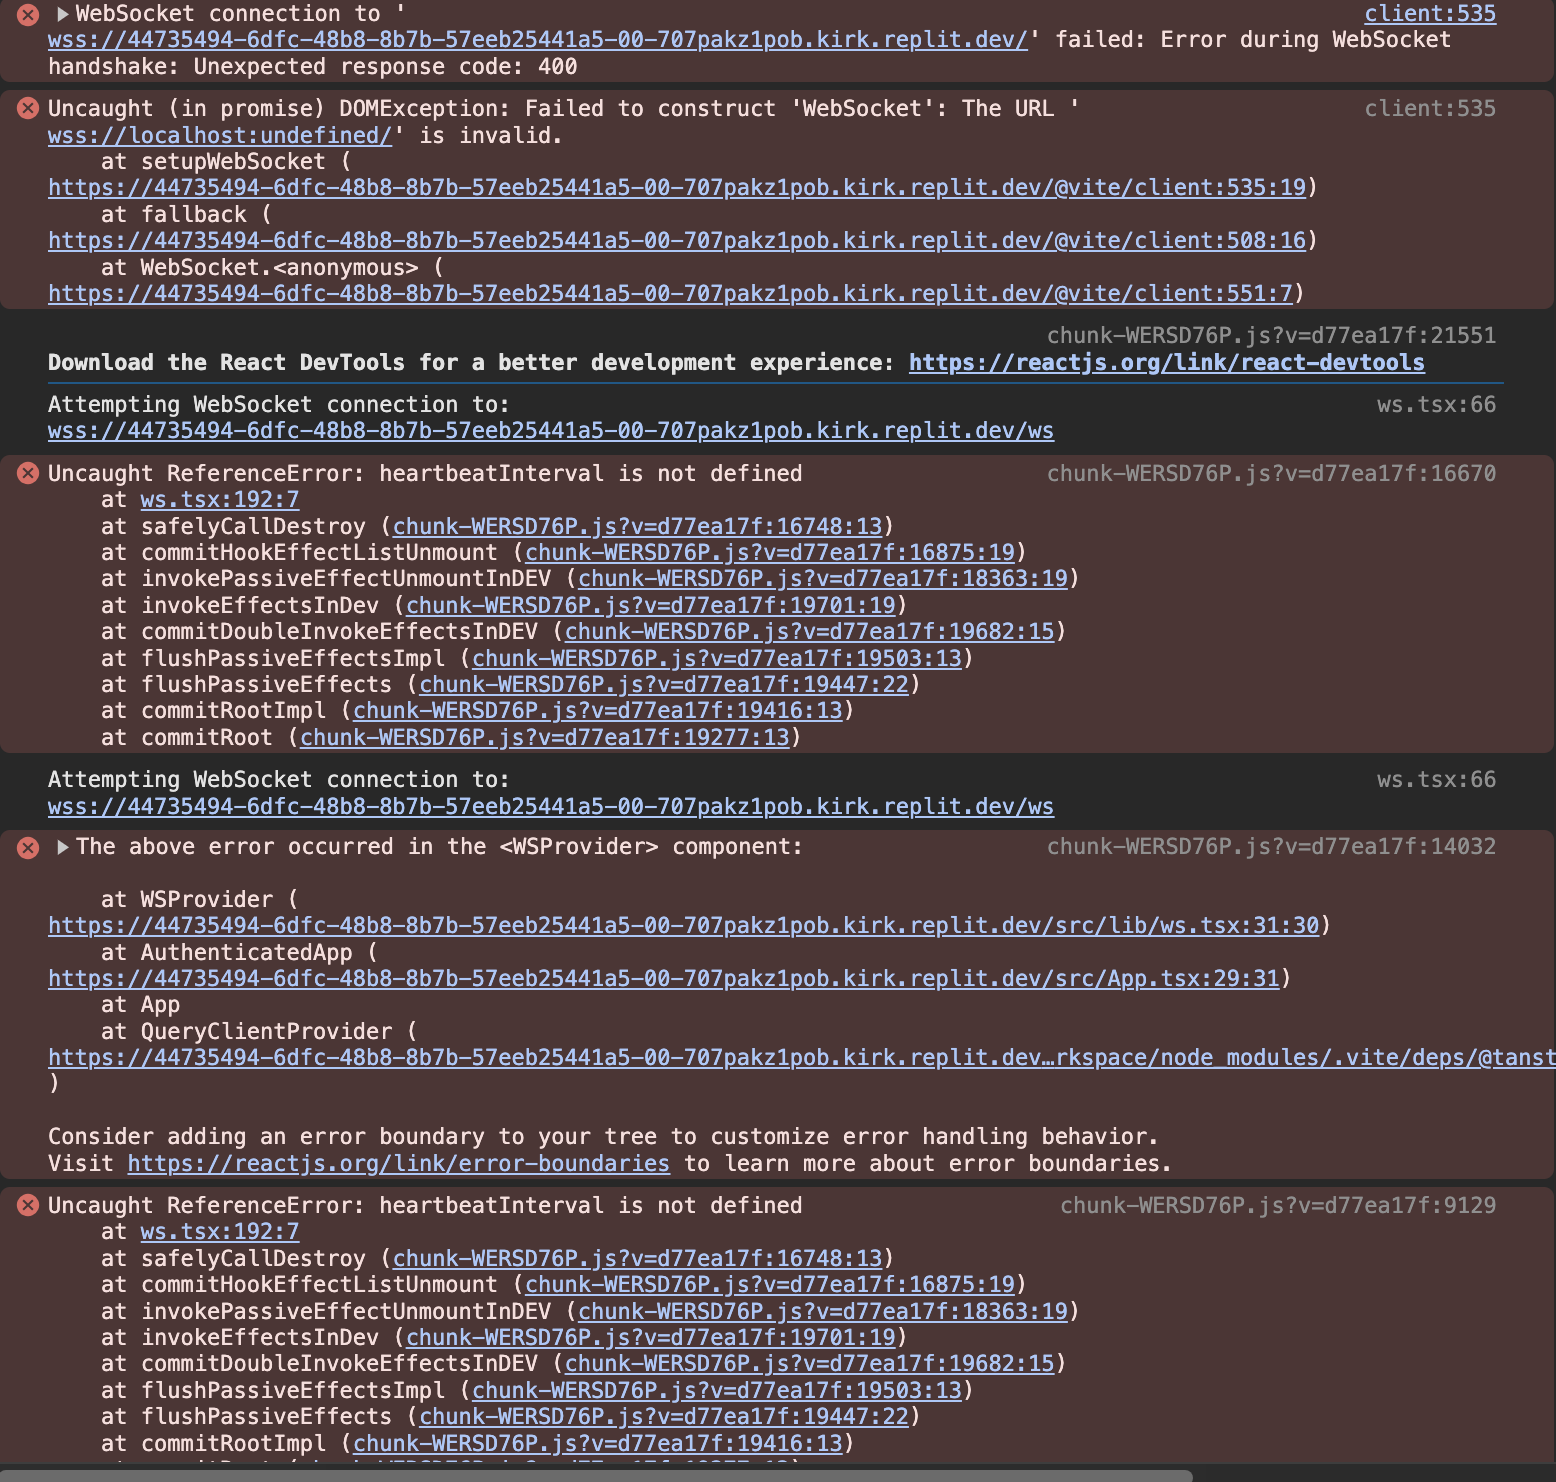 WebSocket connection to ' client:535
wss://44735494-6dfc-48b8-8b7b-57eeb25441a5-00-707pakz1pob.kirk.replit.dev/' failed: Error during WebSocket
handshake: Unexpected response code: 400
Uncaught (in promise) DOMException: Failed to construct 'WebSocket': The URL ' client:535
wss://localhost:undefined/' is invalid.
at setupWebSocket (
https://44735494-6dfc-48b8-8b7b-57eeb25441a5-00-707pakz1pob.kirk.replit.dev/@vite/client:535:19)
at fallback (
https://44735494-6dfc-48b8-8b7b-57eeb25441a5-00-707pakz1pob.kirk.replit.dev/@vite/client:508:16)
at WebSocket.<anonymous> (
https://44735494-6dfc-48b8-8b7b-57eeb25441a5-00-707pakz1pob.kirk.replit.dev/@vite/client:551:7)
chunk-WERSD76P.js?v=d77ea17f:21551
Download the React DevTools for a better development experience: https://reactjs.org/link/react-devtools
Attempting WebSocket connection to: ws.tsx:66
wss://44735494-6dfc-48b8-8b7b-57eeb25441a5-00-707pakz1pob.kirk.replit.dev/ws
Uncaught ReferenceError: heartbeatInterval is not defined chunk-WERSD76P.js?v=d77ea17f:16670
at ws.tsx:192:7
at safelyCallDestroy (chunk-WERSD76P.js?v=d77ea17f:16748:13)
at commitHookEffectListUnmount (chunk-WERSD76P.js?v=d77ea17f:16875:19)
at invokePassiveEffectUnmountInDEV (chunk-WERSD76P.js?v=d77ea17f:18363:19)
at invokeEffectsInDev (chunk-WERSD76P.js?v=d77ea17f:19701:19)
at commitDoubleInvokeEffectsInDEV (chunk-WERSD76P.js?v=d77ea17f:19682:15)
at flushPassiveEffectsImpl (chunk-WERSD76P.js?v=d77ea17f:19503:13)
at flushPassiveEffects (chunk-WERSD76P.js?v=d77ea17f:19447:22)
at commitRootImpl (chunk-WERSD76P.js?v=d77ea17f:19416:13)
at commitRoot (chunk-WERSD76P.js?v=d77ea17f:19277:13)
Attempting WebSocket connection to: ws.tsx:66
wss://44735494-6dfc-48b8-8b7b-57eeb25441a5-00-707pakz1pob.kirk.replit.dev/ws
The above error occurred in the <WSProvider> component: chunk-WERSD76P.js?v=d77ea17f:14032
at WSProvider (
https://44735494-6dfc-48b8-8b7b-57eeb25441a5-00-707pakz1pob.kirk.replit.dev/src/lib/ws.tsx:31:30)
at AuthenticatedApp (
https://44735494-6dfc-48b8-8b7b-57eeb25441a5-00-707pakz1pob.kirk.replit.dev/src/App.tsx:29:31)
at App
at QueryClientProvider (
https://44735494-6dfc-48b8-8b7b-57eeb25441a5-00-707pakz1pob.kirk.replit.dev…rkspace/node_modules/.vite/deps/@tanst
)
Consider adding an error boundary to your tree to customize error handling behavior.
Visit https://reactjs.org/link/error-boundaries to learn more about error boundaries.
Uncaught ReferenceError: heartbeatInterval is not defined chunk-WERSD76P.js?v=d77ea17f:9129
at ws.tsx:192:7
at safelyCallDestroy (chunk-WERSD76P.js?v=d77ea17f:16748:13)
at commitHookEffectListUnmount (chunk-WERSD76P.js?v=d77ea17f:16875:19)
at invokePassiveEffectUnmountInDEV (chunk-WERSD76P.js?v=d77ea17f:18363:19)
at invokeEffectsInDev (chunk-WERSD76P.js?v=d77ea17f:19701:19)
at commitDoubleInvokeEffectsInDEV (chunk-WERSD76P.js?v=d77ea17f:19682:15)
at flushPassiveEffectsImpl (chunk-WERSD76P.js?v=d77ea17f:19503:13)
at flushPassiveEffects (chunk-WERSD76P.js?v=d77ea17f:19447:22)
at commitRootImpl (chunk-WERSD76P.js?v=d77ea17f:19416:13)